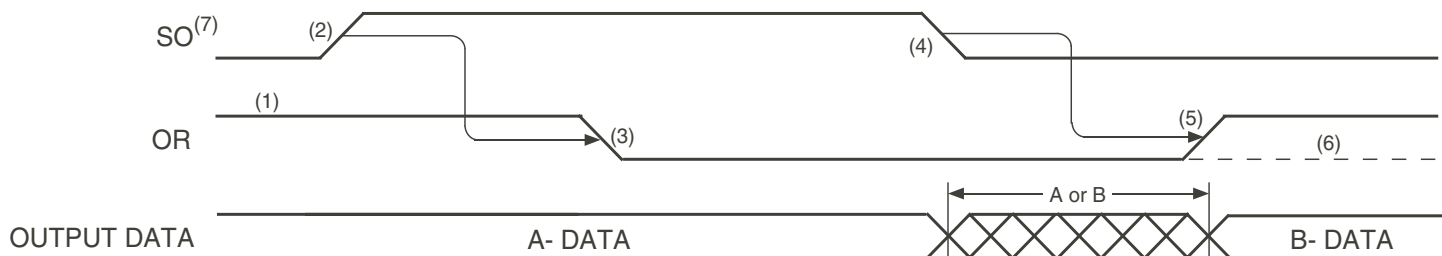 SO(7)
(2)
(4)
OR
(1)
(3)
(5)
(6)
OUTPUT DATA
A- DATA
A or B
B- DATA